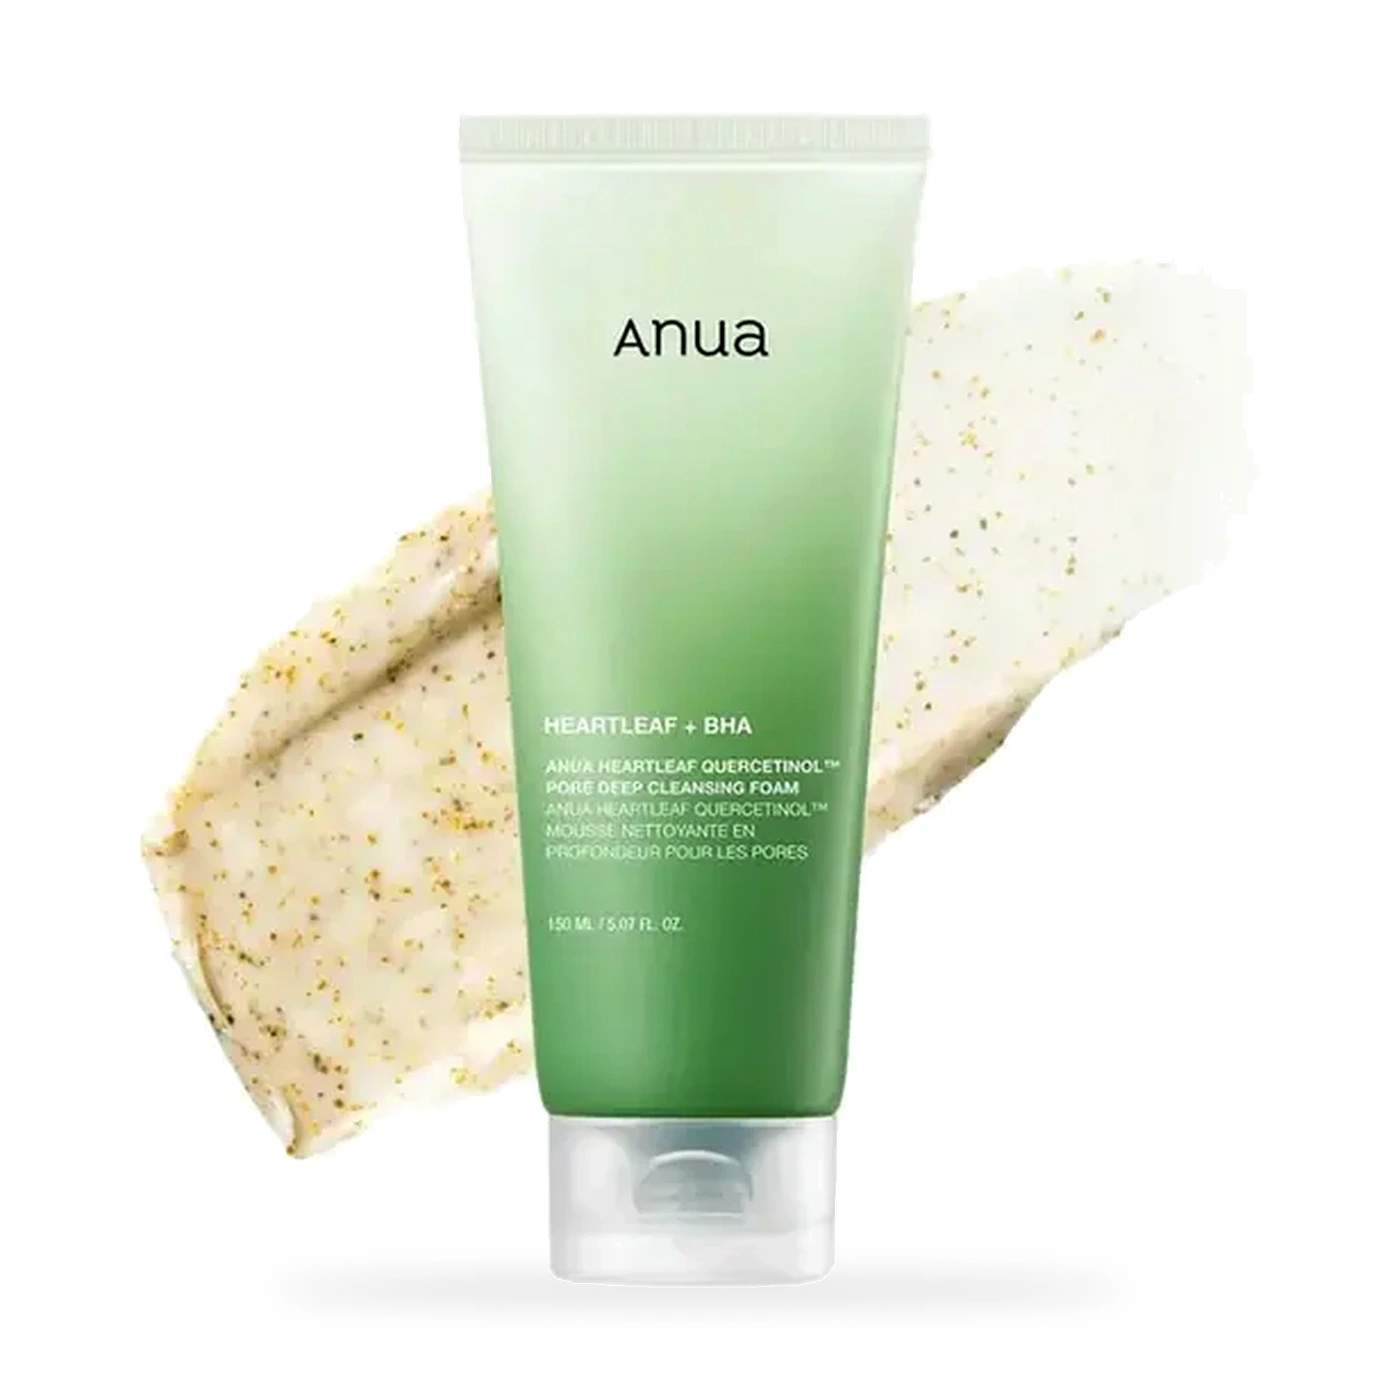 Anua
HEARTLEAF + BHA
ANUA HEARTLEAF QUERCETINOL™
PORE DEEP CLEANSING FOAM
ANUA HEARTLEAF QUERCETINOL™
MOUSSE NETTOYANTE EN
PROFONDEUR POUR LES PORES
150 ML / 5.07 FL. OZ.